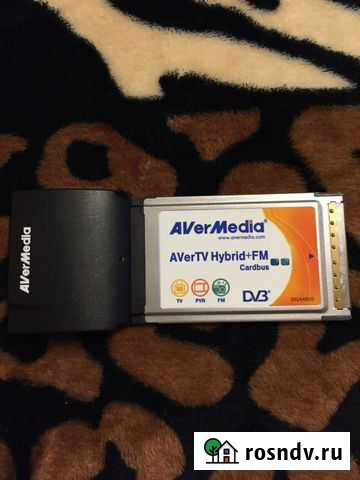 AVerMedia
AVerMedia®
www.avermedia.com
AVerTV Hybrid+FM
Cardbus
TV
PVR
FM
DVB
rosndv.ru